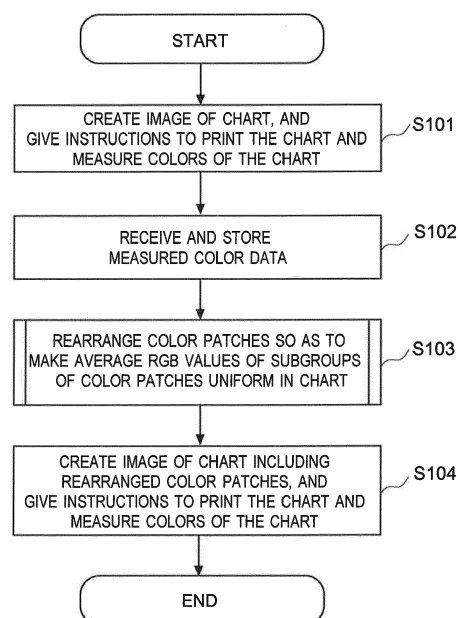 START
CREATE IMAGE OF CHART, AND
GIVE INSTRUCTIONS TO PRINT THE CHART AND
MEASURE COLORS OF THE CHART
S101
RECEIVE AND STORE
MEASURED COLOR DATA
S102
REARRANGE COLOR PATCHES SO AS TO
MAKE AVERAGE RGB VALUES OF SUBGROUPS
OF COLOR PATCHES UNIFORM IN CHART
S103
CREATE IMAGE OF CHART INCLUDING
REARRANGED COLOR PATCHES, AND
GIVE INSTRUCTIONS TO PRINT THE CHART AND
MEASURE COLORS OF THE CHART
S104
END